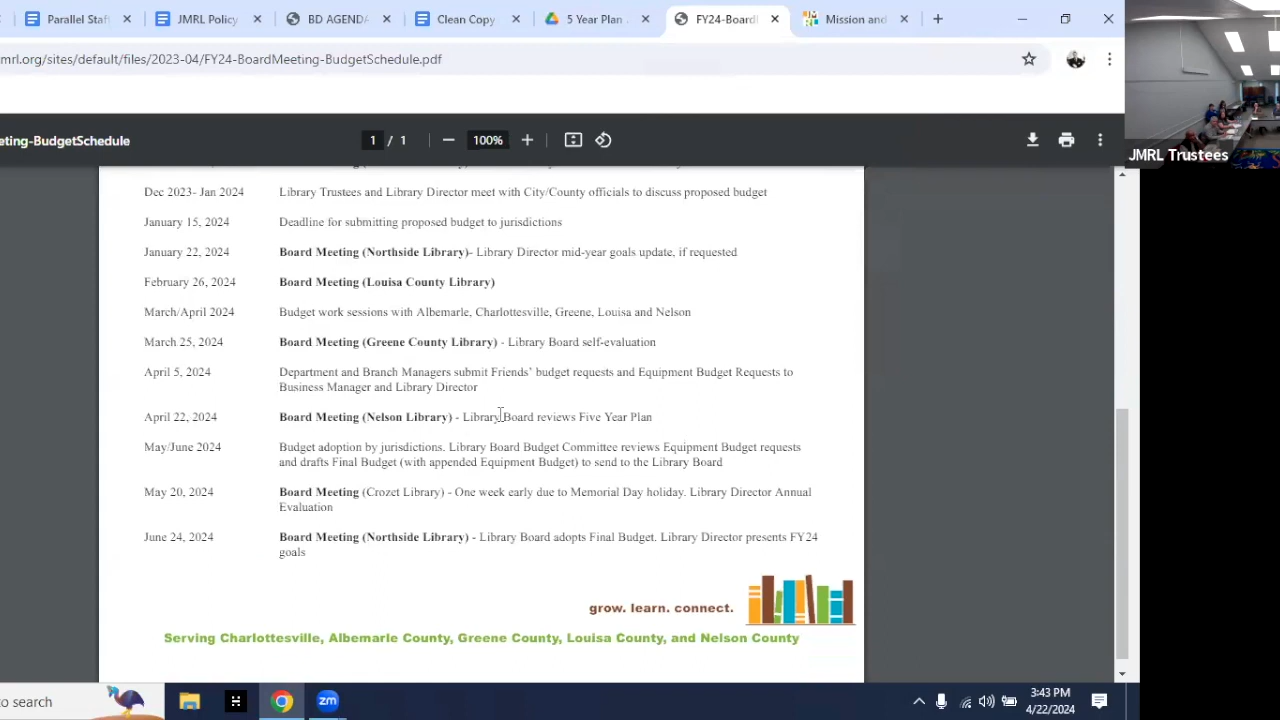 Parallel Staff
JMRL Policy
BD AGENDA
Clean Copy
5 Year Plan
FY24-BoardI
Mission and
mrl.org/sites/default/files/2023-04/FY24-BoardMeeting-BudgetSchedule.pdf
eting-BudgetSchedule
1 / 1
100%
JMRL Trustees
Dec 2023- Jan 2024 Library Trustees and Library Director meet with City/County officials to discuss proposed budget
January 15, 2024 Deadline for submitting proposed budget to jurisdictions
January 22, 2024 Board Meeting (Northside Library)- Library Director mid-year goals update, if requested
February 26, 2024 Board Meeting (Louisa County Library)
March/April 2024 Budget work sessions with Albemarle, Charlottesville, Greene, Louisa and Nelson
March 25, 2024 Board Meeting (Greene County Library) - Library Board self-evaluation
April 5, 2024 Department and Branch Managers submit Friends' budget requests and Equipment Budget Requests to
Business Manager and Library Director
April 22, 2024 Board Meeting (Nelson Library) - Library Board reviews Five Year Plan
May/June 2024 Budget adoption by jurisdictions. Library Board Budget Committee reviews Equipment Budget requests
and drafts Final Budget (with appended Equipment Budget) to send to the Library Board
May 20, 2024 Board Meeting (Crozet Library) - One week early due to Memorial Day holiday. Library Director Annual
Evaluation
June 24, 2024 Board Meeting (Northside Library) - Library Board adopts Final Budget. Library Director presents FY24
goals
grow. learn. connect.
Serving Charlottesville, Albemarle County, Greene County, Louisa County, and Nelson County
to search
zm
3:43 PM
4/22/2024